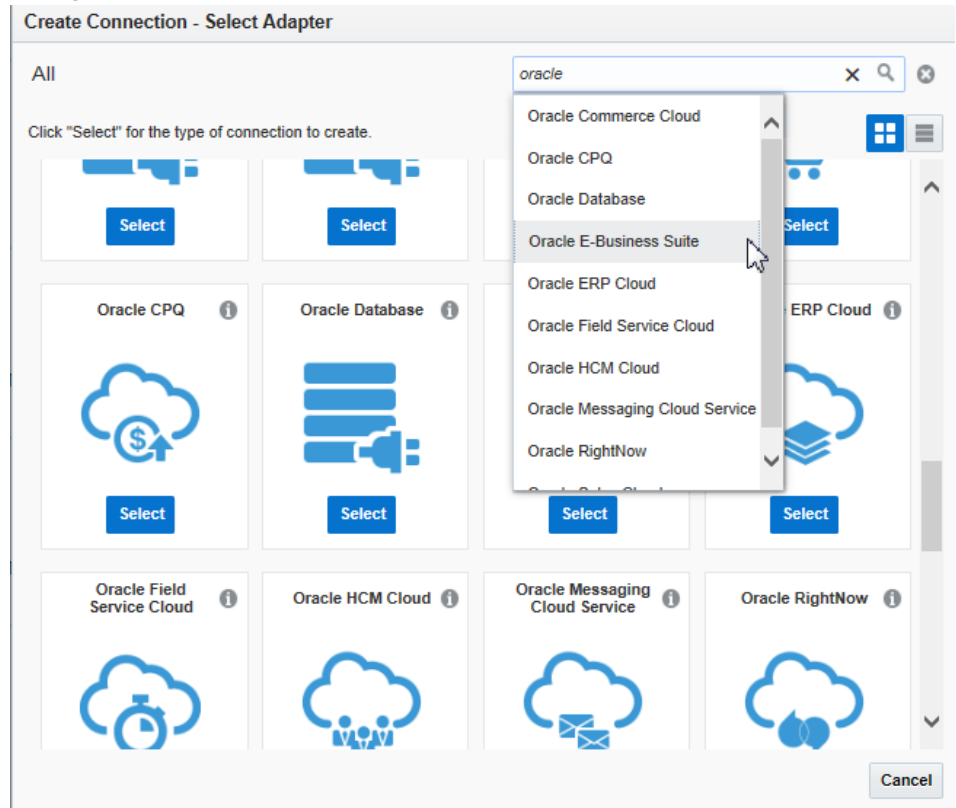 Create Connection - Select Adapter
All
oracle
Click "Select" for the type of connection to create.
Oracle Commerce Cloud
Oracle CPQ
Oracle Database
Oracle E-Business Suite
Oracle ERP Cloud
Oracle Field Service Cloud
Oracle HCM Cloud
Oracle Messaging Cloud Service
Oracle RightNow
Select
Select
Select
Oracle CPQ
Oracle Database
ERP Cloud
Select
Select
Select
Select
Oracle Field
Service Cloud
Oracle HCM Cloud
Oracle Messaging
Cloud Service
Oracle RightNow
Cancel